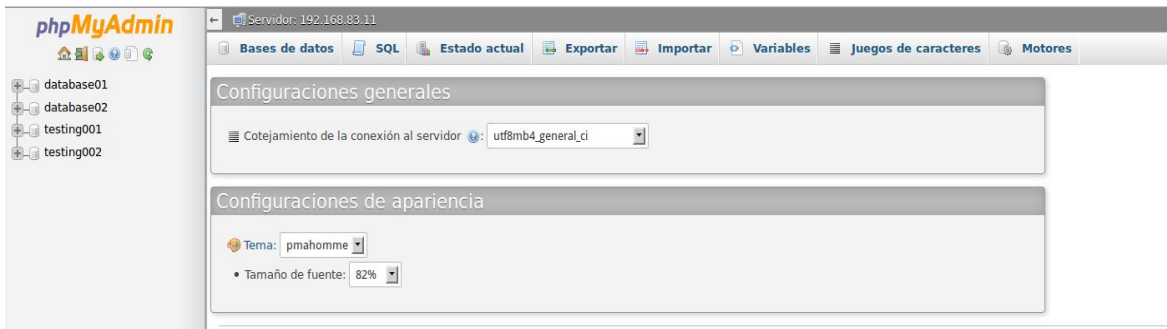 phpMyAdmin
database01
database02
testing001
testing002
Servidor: 192.168.83.11
Bases de datos SQL Estado actual Exportar Importar Variables Juegos de caracteres Motores
Configuraciones generales
Cotejamiento de la conexión al servidor : utf8mb4_general_ci
Configuraciones de apariencia
Tema: pmahomme
• Tamaño de fuente: 82%